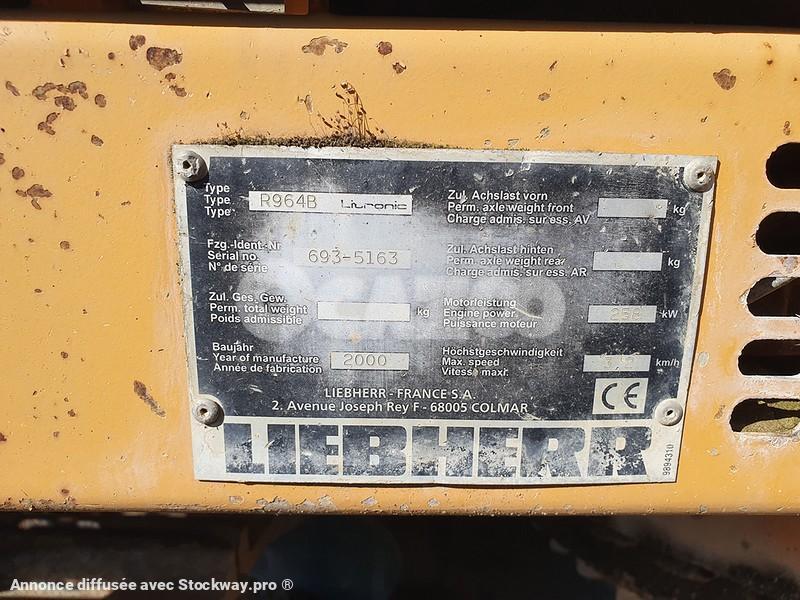 Type
Type
Type
R964B Litronic
Fzg.-Ident.-Nr
Serial no.
N° de série
693-5163
Zul. Ges. Gew.
Perm. total weight
Poids admissible
kg
Baujahr
Year of manufacture
Année de fabrication
2000
Zul. Achslast vorn
Perm. axle weight front
Charge admis. sur ess. AV
kg
Zul. Achslast hinten
Perm. axle weight rear
Charge admis. sur ess. AR
kg
Motorleistung
Engine power.
Puissance moteur
kW
Höchstgeschwindigkeit
Max. speed
Vitesse maxi.
km/h
CE
LIEBHERR - FRANCE S.A.
2. Avenue Joseph Rey F - 68005 COLMAR
LIEBHERR
9894310
OCAZOO
Annonce diffusée avec Stockway.pro ®